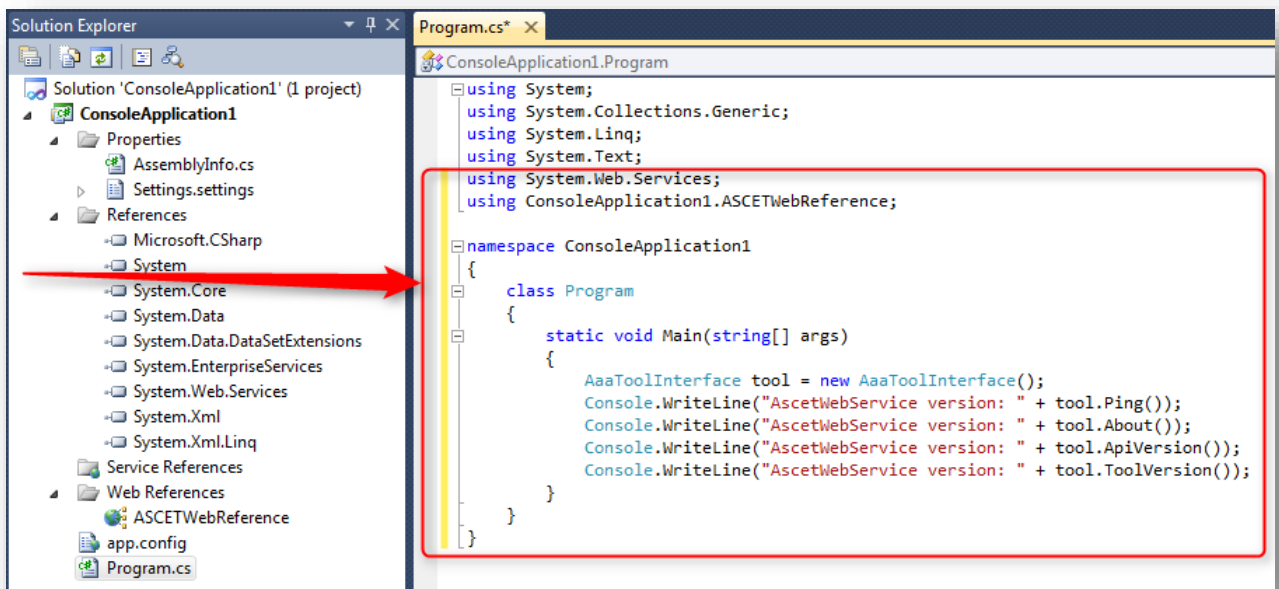 Solution Explorer
Solution 'ConsoleApplication1' (1 project)
ConsoleApplication1
Properties
AssemblyInfo.cs
Settings.settings
References
Microsoft.CSharp
System
System.Core
System.Data
System.Data.DataSetExtensions
System.EnterpriseServices
System.Web.Services
System.Xml
System.Xml.Linq
Service References
Web References
ASCETWebReference
app.config
Program.cs
Program.cs*
ConsoleApplication1.Program
using System;
using System.Collections.Generic;
using System.Linq;
using System.Text;
using System.Web.Services;
using ConsoleApplication1.ASCETWebReference;
namespace ConsoleApplication1
{
class Program
{
static void Main(string[] args)
{
AaaToolInterface tool = new AaaToolInterface();
Console.WriteLine("AscetWebService version: " + tool.Ping());
Console.WriteLine("AscetWebService version: " + tool.About());
Console.WriteLine("AscetWebService version: " + tool.ApiVersion());
Console.WriteLine("AscetWebService version: " + tool.ToolVersion());
}
}
}